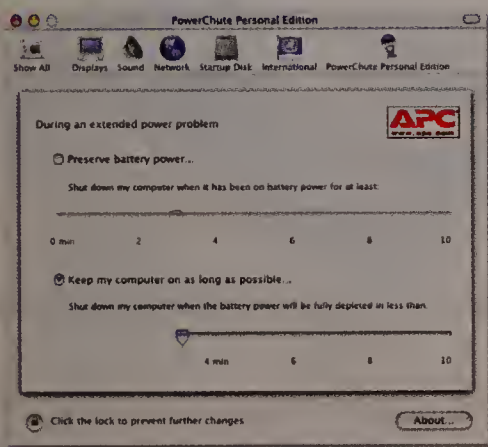 PowerChute Personal Edition
Show All Displays Sound Network Startup Disk International PowerChute Personal Edition
During an extended power problem
APC
www.apc.com
Preserve battery power...
Shut down my computer when it has been on battery power for at least:
0 min 2 4 6 8 10
Keep my computer on as long as possible...
Shut down my computer when the battery power will be fully depleted in less than:
4 min 6 8 10
Click the lock to prevent further changes
About...
?